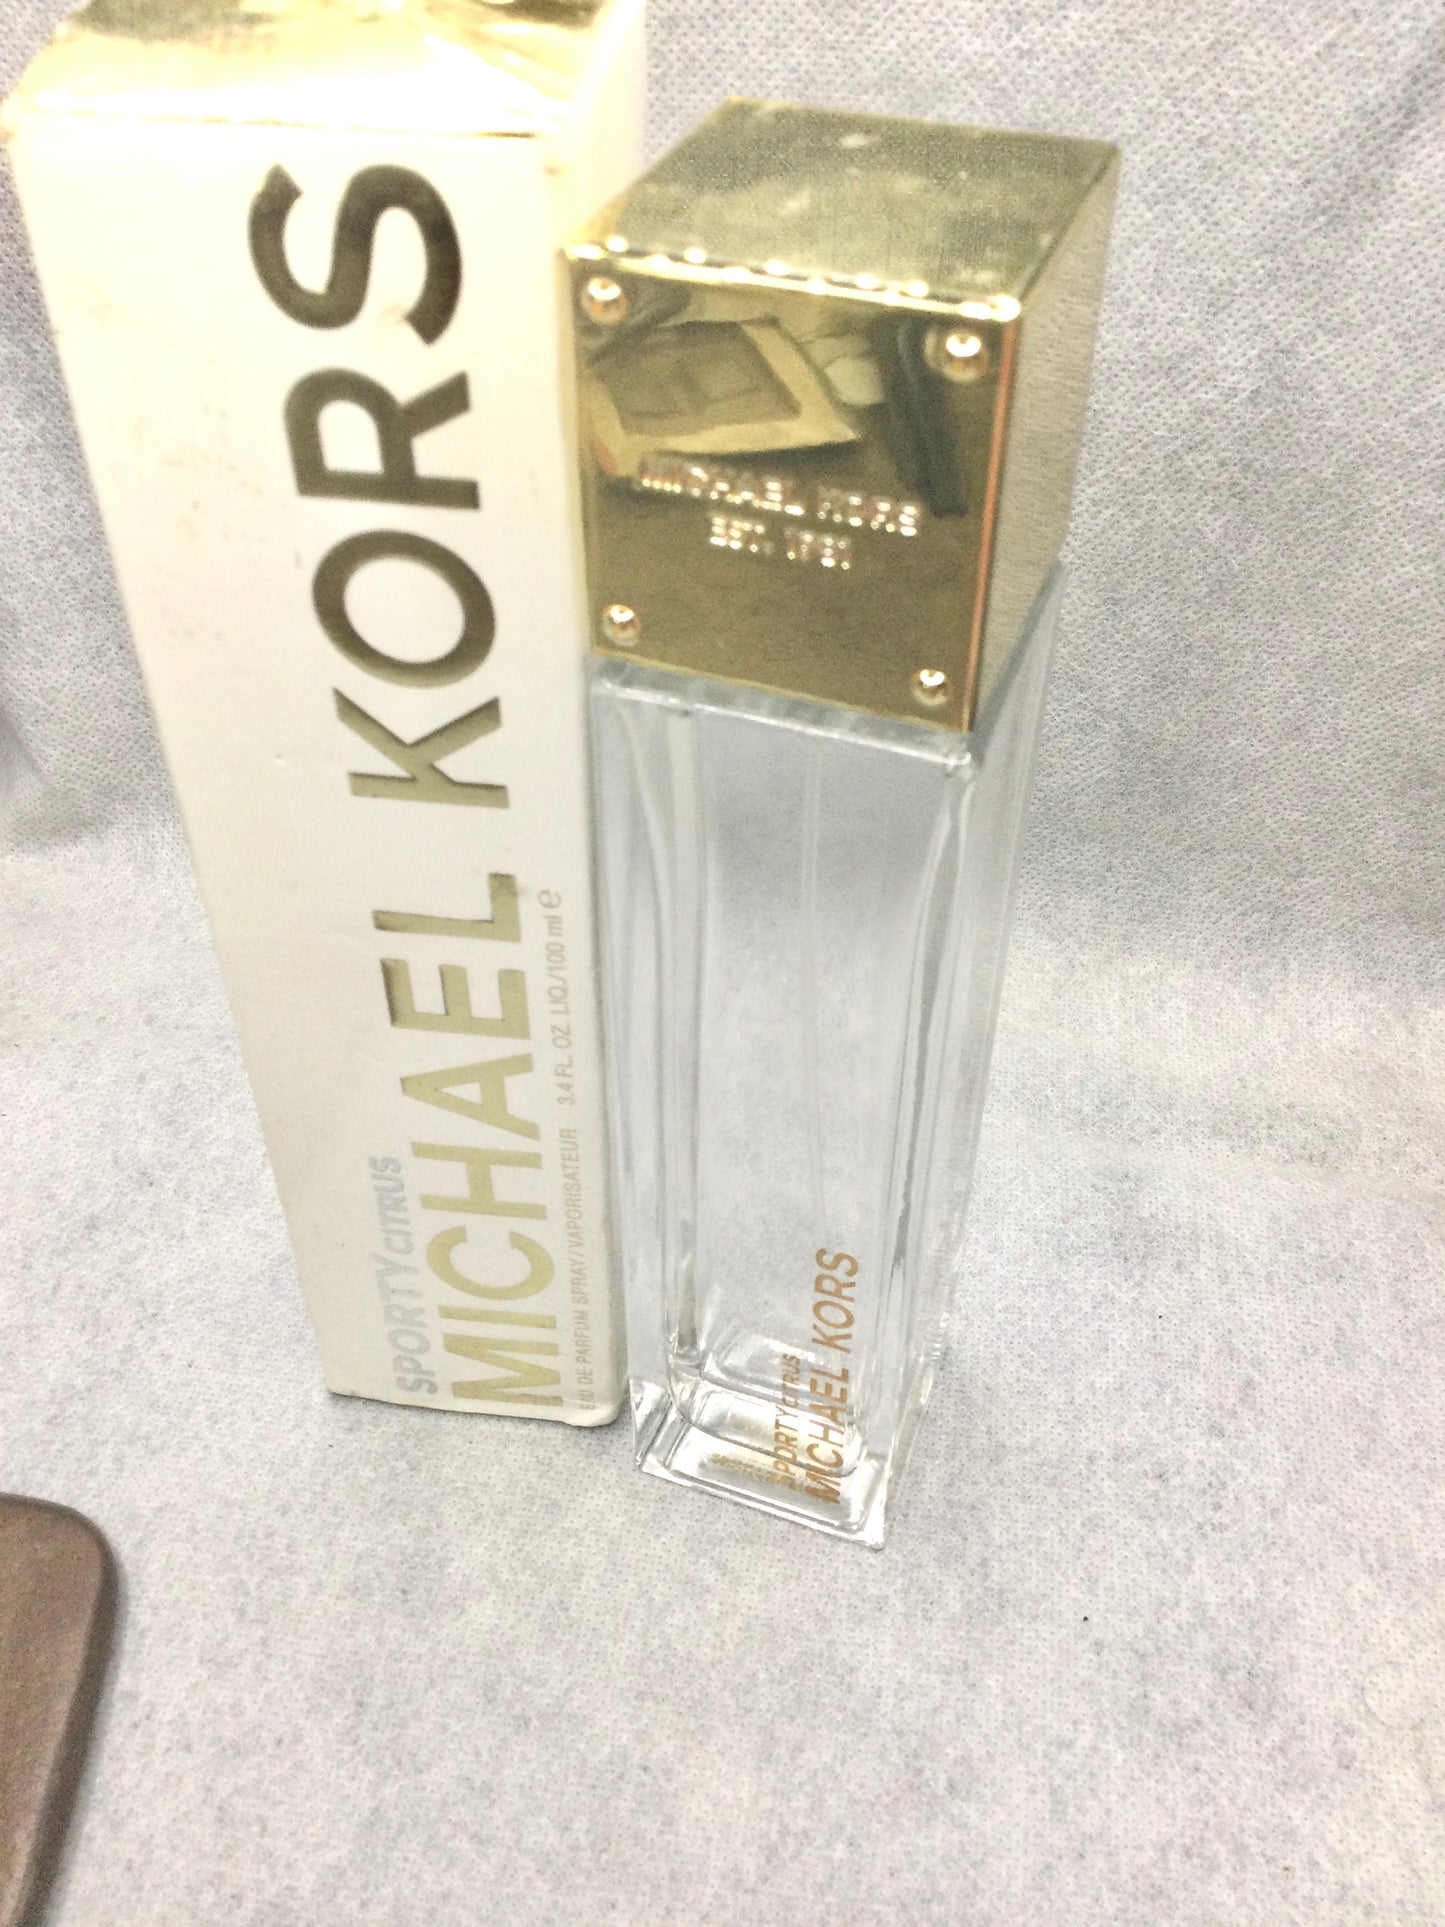 SPORTY CITRUS
MICHAEL KORS
EAU DE PARFUM SPRAY/VAPORISATEUR 3.4 FL. OZ. LIQ./100 ml e
MICHAEL KORS
EST. 1981
SPORTY CITRUS
MICHAEL KORS